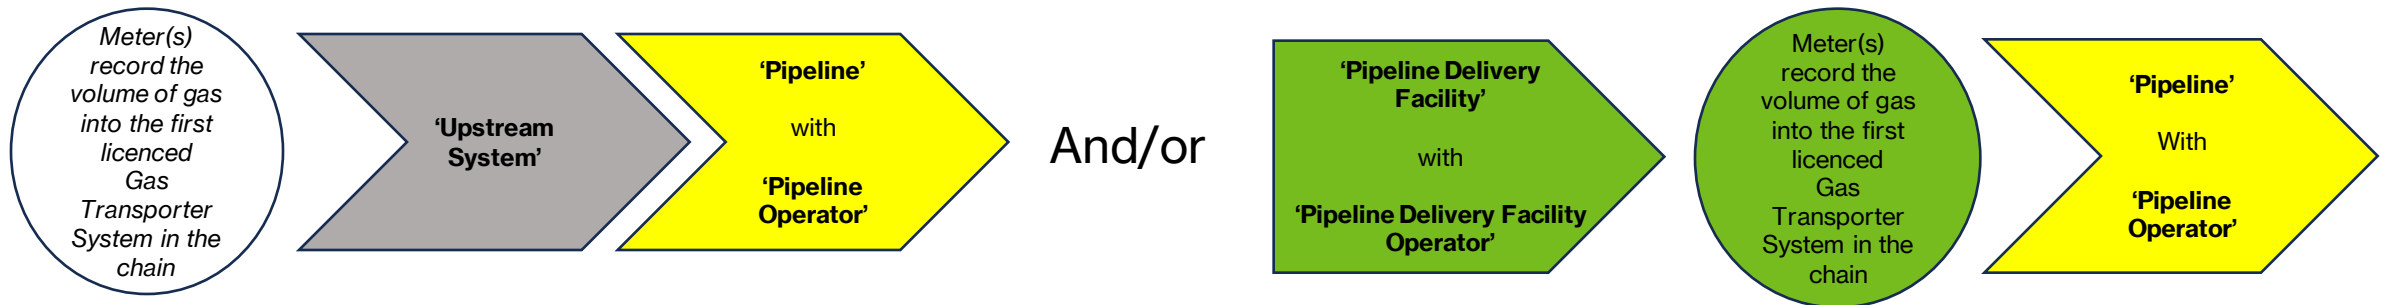 Meter(s)
record the
volume of gas
into the first
licenced
Gas
Transporter
System in the
chain
‘Upstream
System’
‘Pipeline’
with
‘Pipeline
Operator’
And/or
‘Pipeline Delivery
Facility’
with
‘Pipeline Delivery Facility
Operator’
Meter(s)
record the
volume of gas
into the first
licenced
Gas
Transporter
System in the
chain
‘Pipeline’
With
‘Pipeline
Operator’